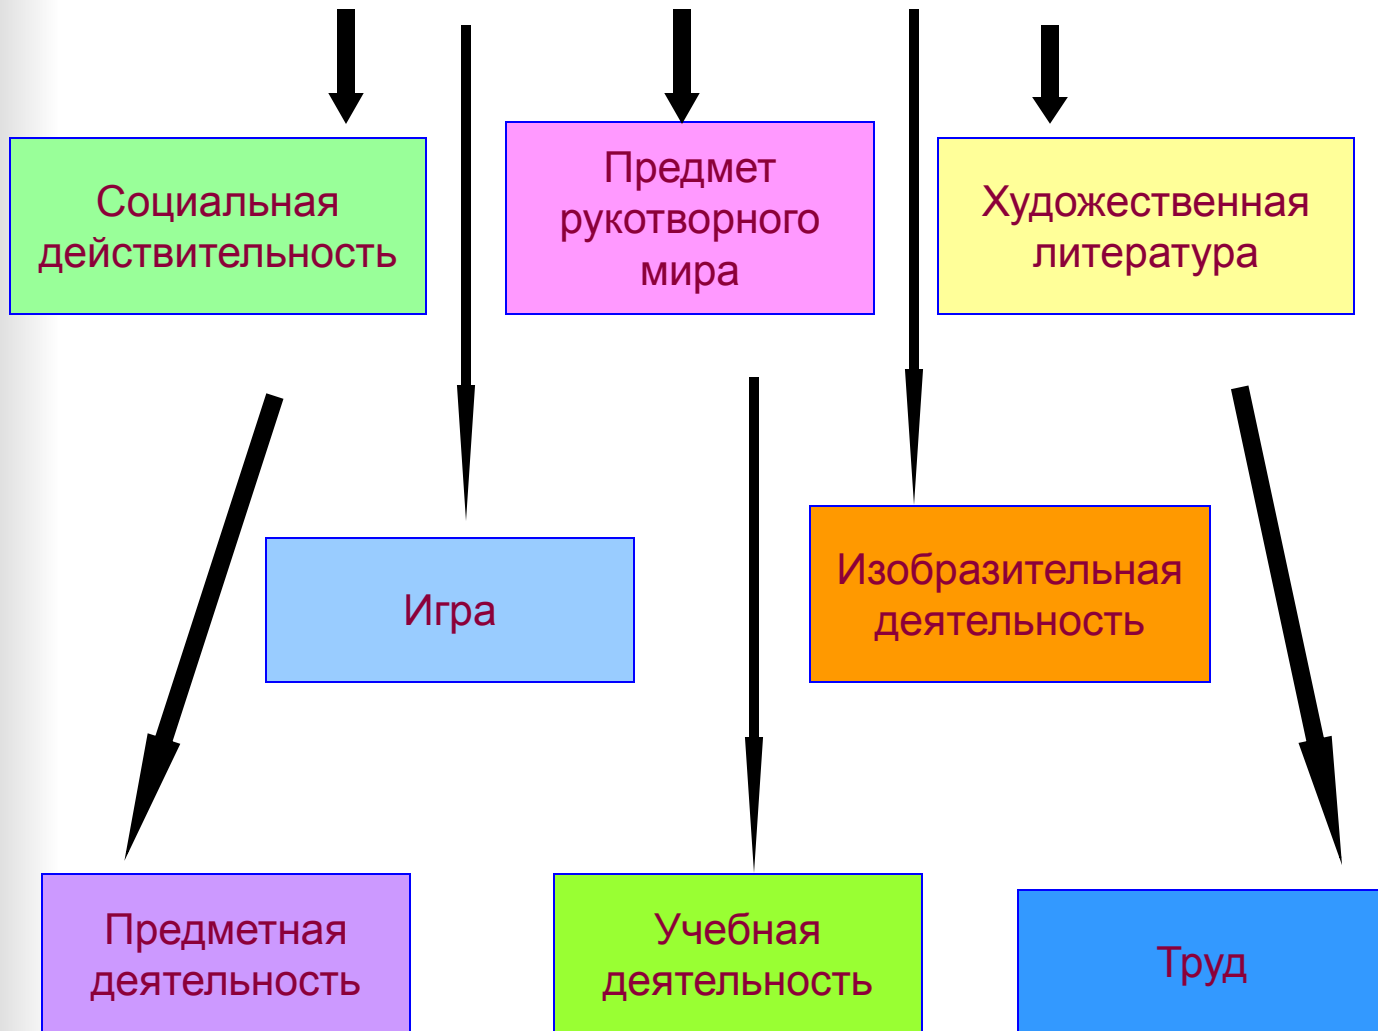 Социальная
действительность
Предмет
рукотворного
мира
Художественная
литература
Игра
Изобразительная
деятельность
Предметная
деятельность
Учебная
деятельность
Труд